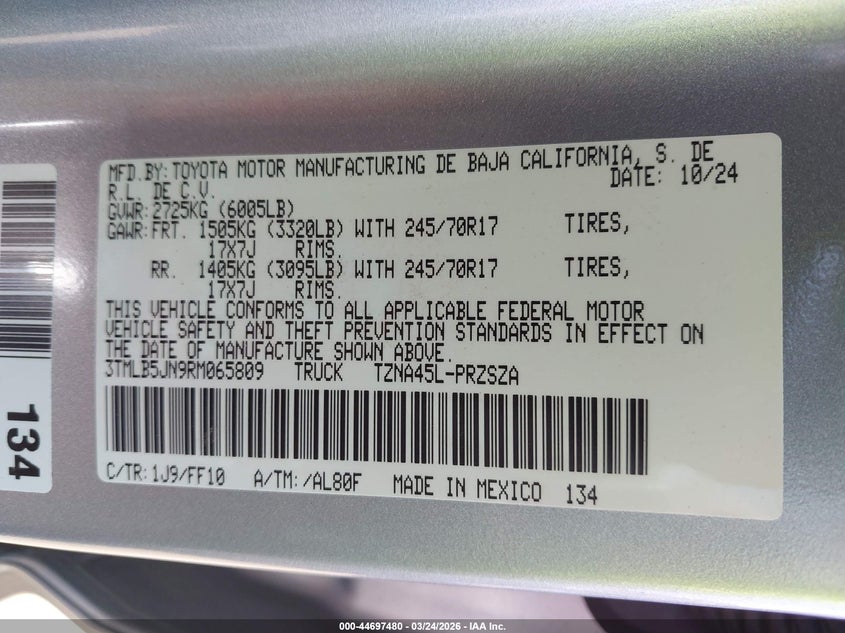 MFD.BY:TOYOTA MOTOR MANUFACTURING DE BAJA CALIFORNIA, S. DE
R.L. DE C.V. DATE: 10/24
GVWR:2725KG (6005LB)
GAWR:FRT. 1505KG (3320LB) WITH 245/70R17 TIRES,
17X7J RIMS.
RR. 1405KG (3095LB) WITH 245/70R17 TIRES,
17X7J RIMS.
THIS VEHICLE CONFORMS TO ALL APPLICABLE FEDERAL MOTOR
VEHICLE SAFETY AND THEFT PREVENTION STANDARDS IN EFFECT ON
THE DATE OF MANUFACTURE SHOWN ABOVE.
3TMLB5JN9RM065809 TRUCK TZNA45L-PRZSZA
C/TR:1J9/FF10 A/TM:/AL80F MADE IN MEXICO 134
134
000-44697480 - 03/24/2026 - IAA Inc.